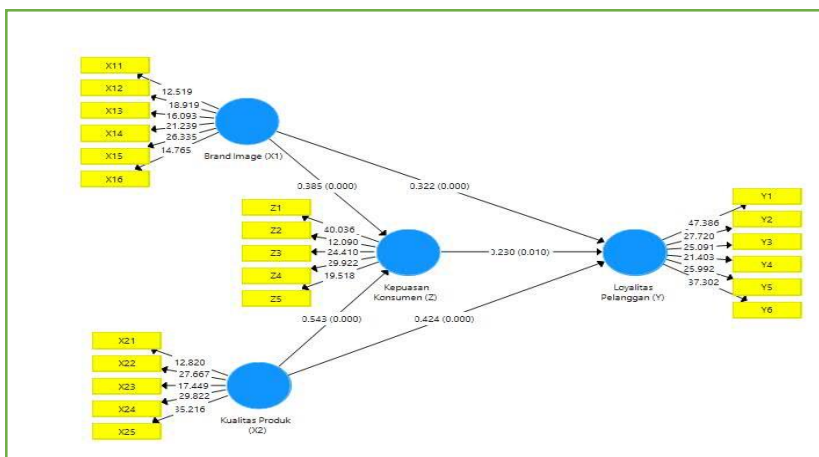 X11
X12
X13
X14
X15
X16
12.519
18.919
16.093
21.239
26.335
14.765
Brand Image (X1)
0.385 (0.000)
0.322 (0.000)
Z1
Z2
Z3
Z4
Z5
40.036
12.090
24.410
29.922
19.518
Kepuasan
Konsumen (Z)
0.230 (0.010)
Y1
Y2
Y3
Y4
Y5
Y6
47.386
27.720
25.091
21.403
25.992
37.302
Loyalitas
Pelanggan (Y)
0.543 (0.000)
0.424 (0.000)
X21
X22
X23
X24
X25
12.820
27.667
17.449
29.822
35.216
Kualitas Produk
(X2)